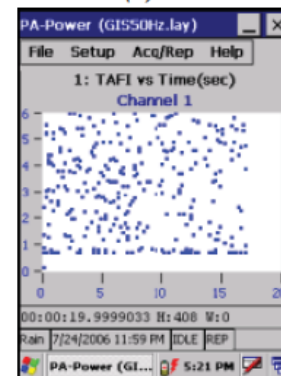 PA-Power (GIS50Hz.lay)
File Setup Acq/Rep Help
1: TAFI vs Time(sec)
Channel 1
6
5
4
3
2
1
0
0 5 10 15 20
00:00:19.9999033 H:408 W:0
Rain 7/24/2006 11:59 PM IDLE REP
PA-Power (GI... 5:21 PM